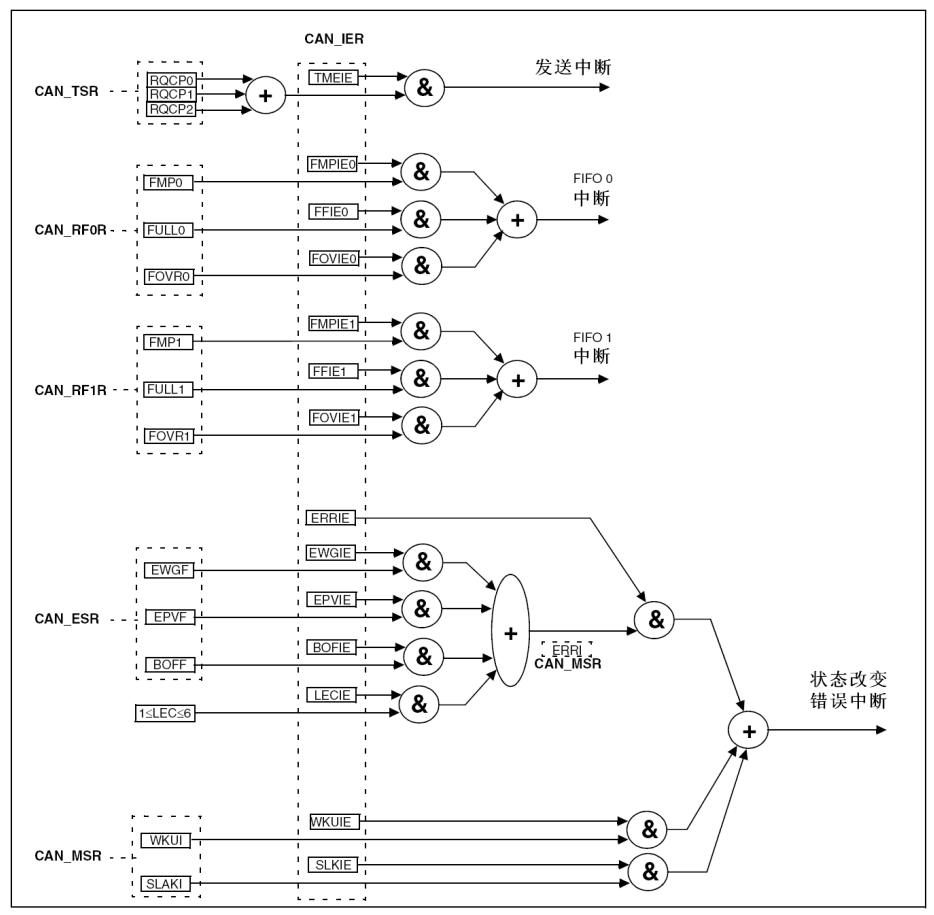 CAN_IER
CAN_TSR
RQCP0
RQCP1
RQCP2
+
TMEIE
&
发送中断
CAN_RF0R
FMP0
FULL0
FOVR0
FMPIE0
FFIE0
FOVIE0
&
&
&
+
FIFO 0
中断
CAN_RF1R
FMP1
FULL1
FOVR1
FMPIE1
FFIE1
FOVIE1
&
&
&
+
FIFO 1
中断
ERRIE
CAN_ESR
EWGF
EPVF
BOFF
1≤LEC≤6
EWGIE
EPVIE
BOFIE
LECIE
&
&
&
&
+
ERRI
CAN_MSR
&
+
状态改变
错误中断
CAN_MSR
WKUI
SLAKI
WKUIE
SLKIE
&
&